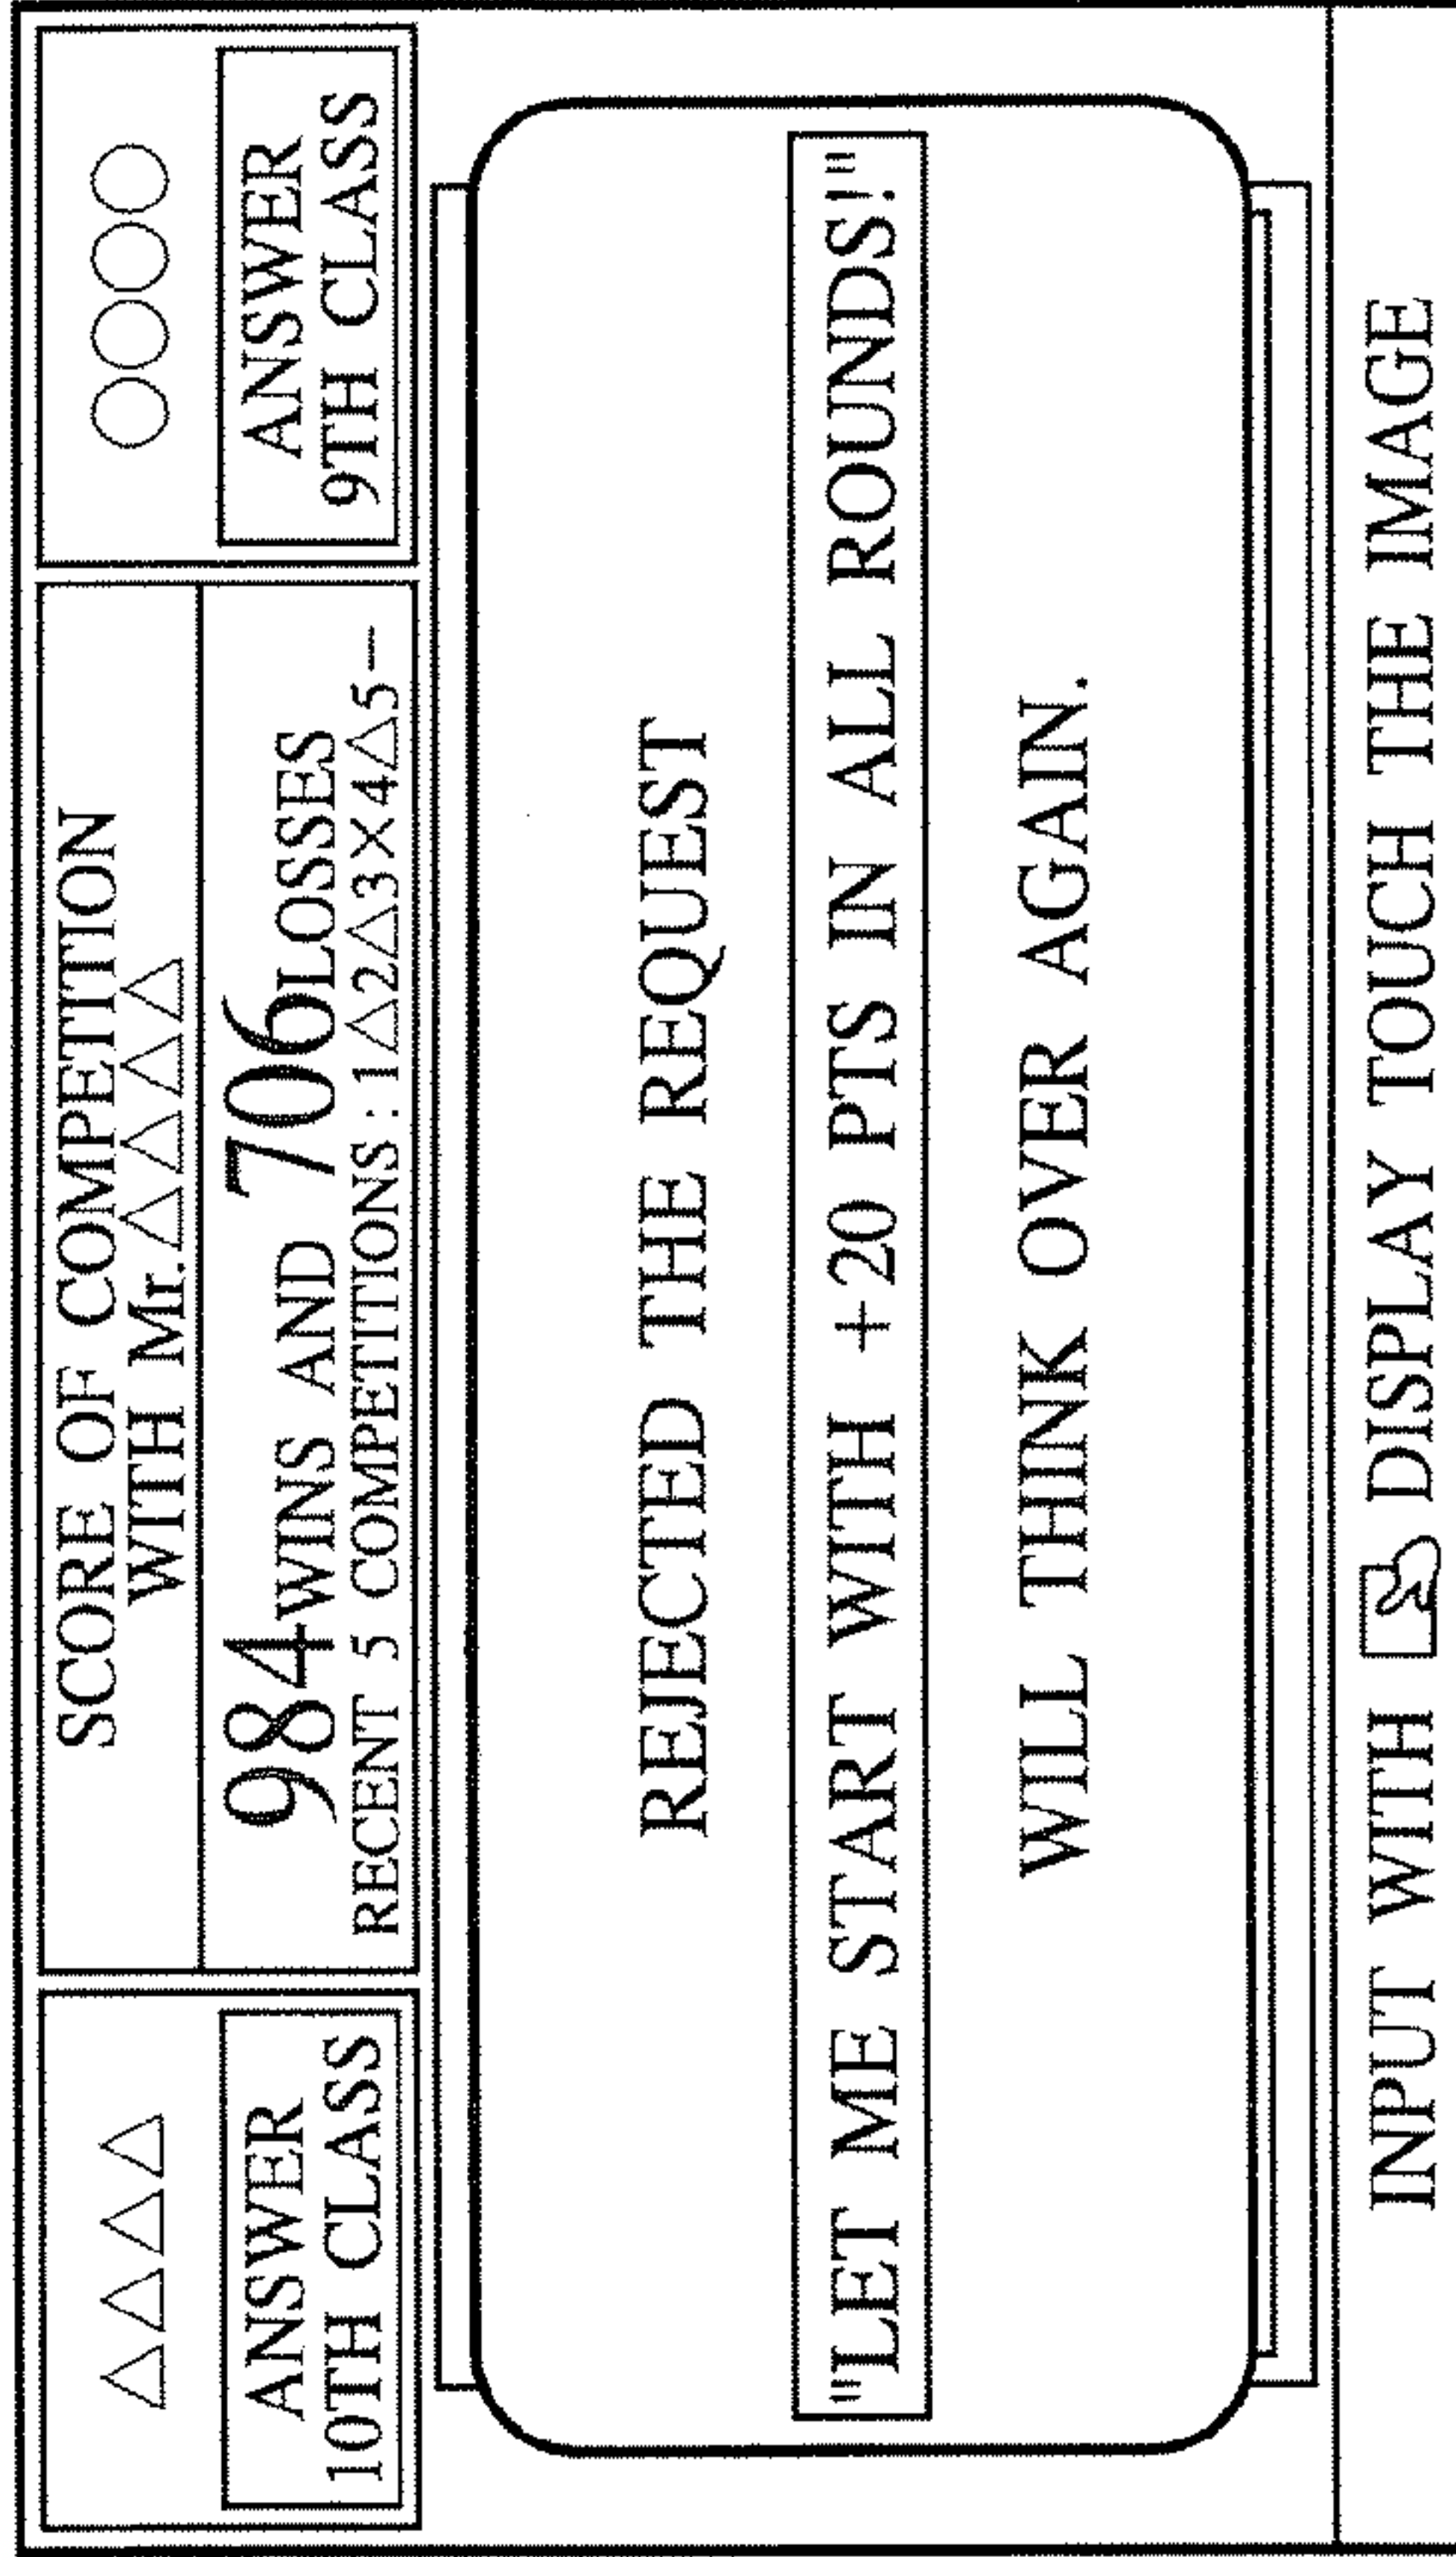 △△△△
ANSWER
10TH CLASS
SCORE OF COMPETITION
WITH Mr.△△△△
984 WINS AND 706 LOSSES
RECENT 5 COMPETITIONS : 1△2△3×4△5−
○○○○
ANSWER
9TH CLASS
REJECTED THE REQUEST
"LET ME START WITH +20 PTS IN ALL ROUNDS!"
WILL THINK OVER AGAIN.
INPUT WITH DISPLAY TOUCH THE IMAGE